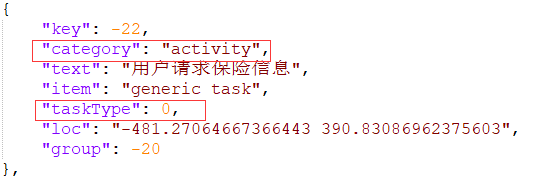 {
"key": -22,
"category": "activity",
"text": "用户请求保险信息",
"item": "generic task",
"taskType": 0,
"loc": "-481.27064667366443 390.83086962375603",
"group": -20
},